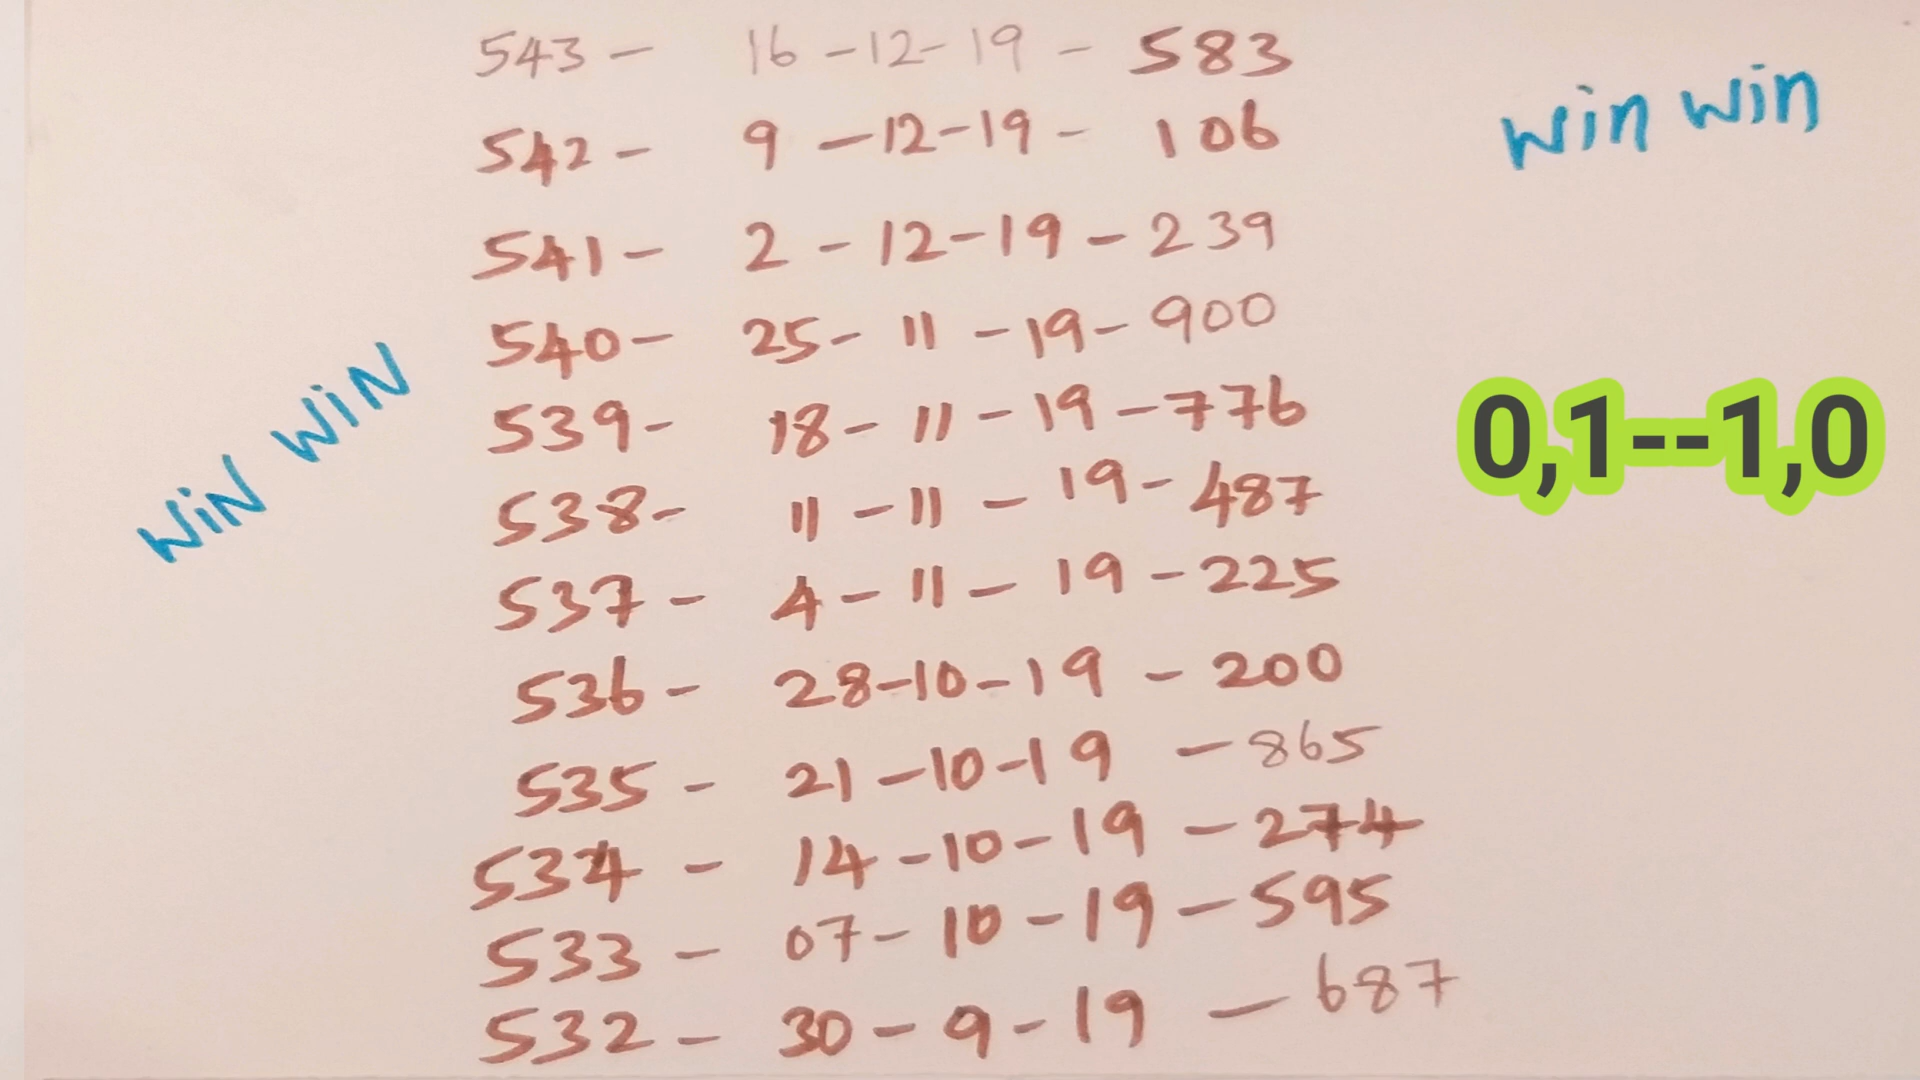 543 - 16 - 12 - 19 - 583
542 - 9 - 12 - 19 - 106
541 - 2 - 12 - 19 - 239
540 - 25 - 11 - 19 - 900
539 - 18 - 11 - 19 - 776
538 - 11 - 11 - 19 - 487
537 - 4 - 11 - 19 - 225
536 - 28 - 10 - 19 - 200
535 - 21 - 10 - 19 - 865
534 - 14 - 10 - 19 - 274
533 - 07 - 10 - 19 - 595
532 - 30 - 9 - 19 - 687
WiN WiN
win win
0,1--1,0